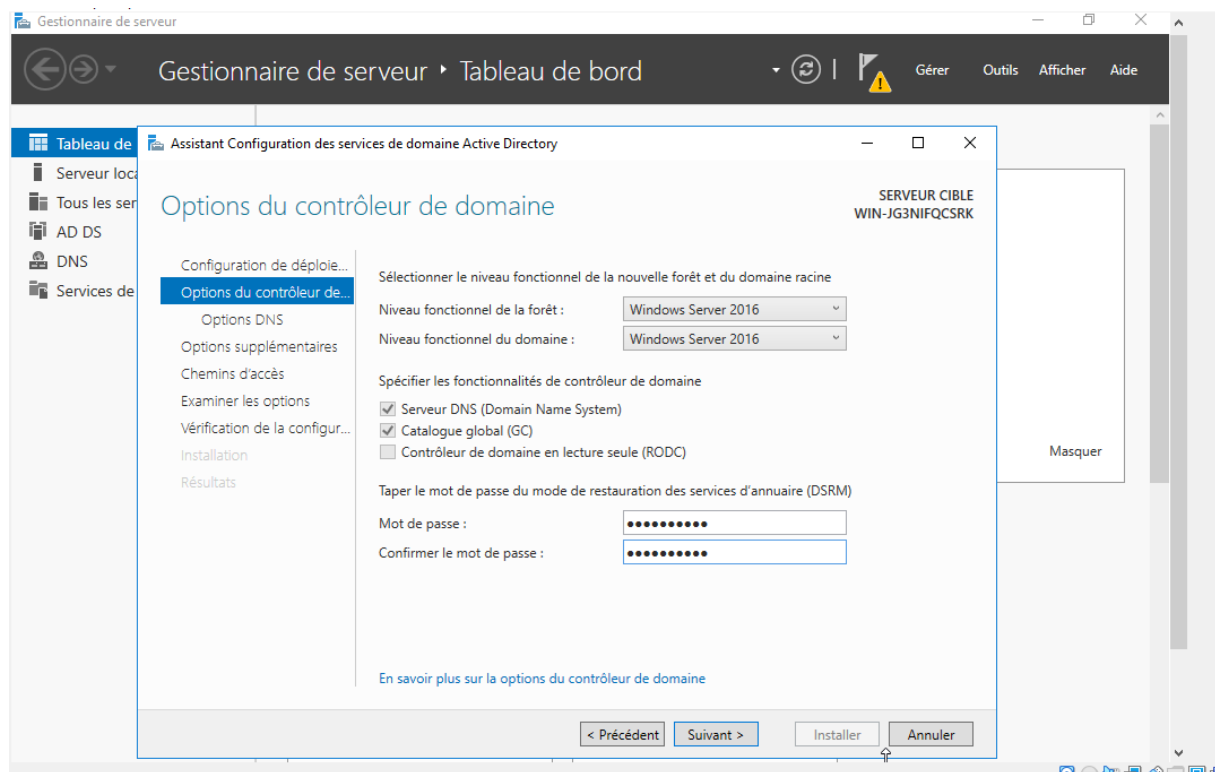 Gestionnaire de serveur
Gestionnaire de serveur • Tableau de bord
Gérer Outils Afficher Aide
Tableau de
Serveur loca
Tous les ser
AD DS
DNS
Services de
Masquer
Assistant Configuration des services de domaine Active Directory
Options du contrôleur de domaine
SERVEUR CIBLE
WIN-JG3NIFQCSRK
Configuration de déploie...
Options du contrôleur de...
Options DNS
Options supplémentaires
Chemins d'accès
Examiner les options
Vérification de la configur...
Installation
Résultats
Sélectionner le niveau fonctionnel de la nouvelle forêt et du domaine racine
Niveau fonctionnel de la forêt : Windows Server 2016
Niveau fonctionnel du domaine : Windows Server 2016
Spécifier les fonctionnalités de contrôleur de domaine
Serveur DNS (Domain Name System)
Catalogue global (GC)
Contrôleur de domaine en lecture seule (RODC)
Taper le mot de passe du mode de restauration des services d'annuaire (DSRM)
Mot de passe : ●●●●●●●●●●
Confirmer le mot de passe : ●●●●●●●●●●
En savoir plus sur la options du contrôleur de domaine
< Précédent Suivant > Installer Annuler